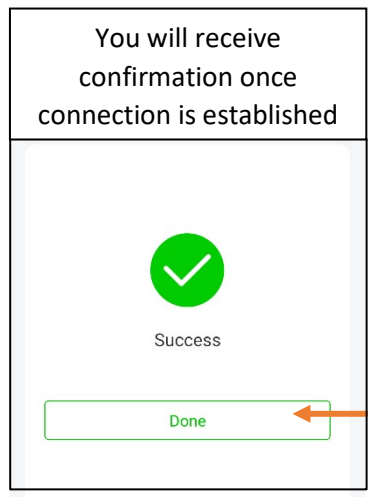 You will receive
confirmation once
connection is established
Success
Done